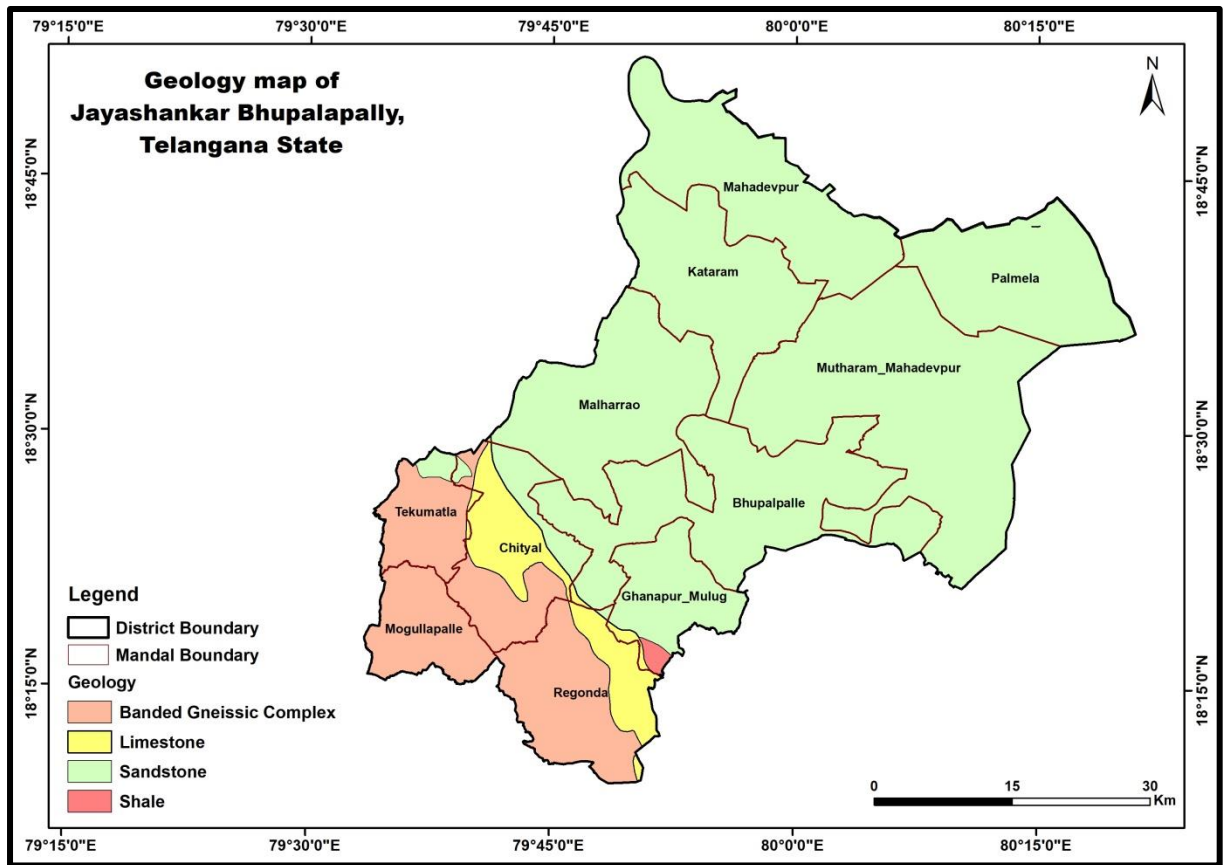 79°15'0"E 79°30'0"E 79°45'0"E 80°0'0"E 80°15'0"E
Geology map of
Jayashankar Bhupalapally,
Telangana State
N
18°45'0"N
18°45'0"N
Mahadevpur
Kataram
Palmela
Mutharam_Mahadevpur
Malharrao
18°30'0"N
18°30'0"N
Bhupalpalle
Tekumatla
Chityal
Ghanapur_Mulug
Mogullapalle
Regonda
18°15'0"N
18°15'0"N
Legend
District Boundary
Mandal Boundary
Geology
Banded Gneissic Complex
Limestone
Sandstone
Shale
0 15 30
Km
79°15'0"E 79°30'0"E 79°45'0"E 80°0'0"E 80°15'0"E